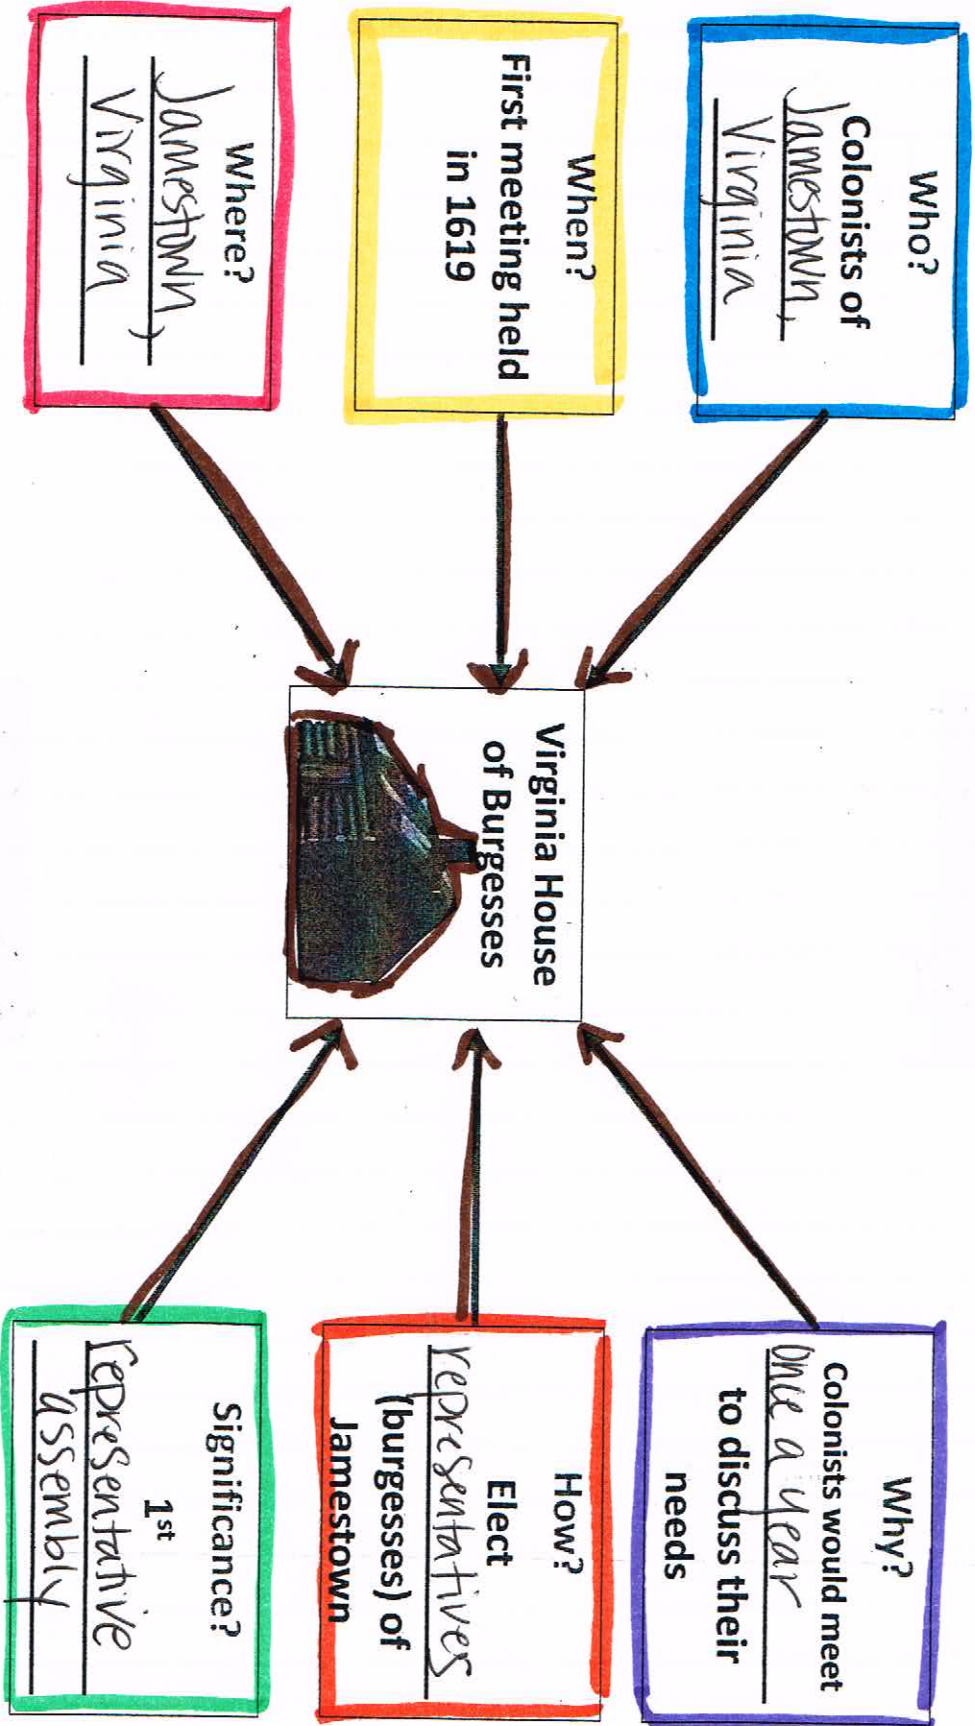 Who?
Colonists of
Jamestown,
Virginia
When?
First meeting held
in 1619
Where?
Jamestown,
Virginia
Virginia House
of Burgesses
Why?
Colonists would meet
once a year
to discuss their
needs
How?
Elect
representatives
(burgesses) of
Jamestown
Significance?
1st
representative
assembly